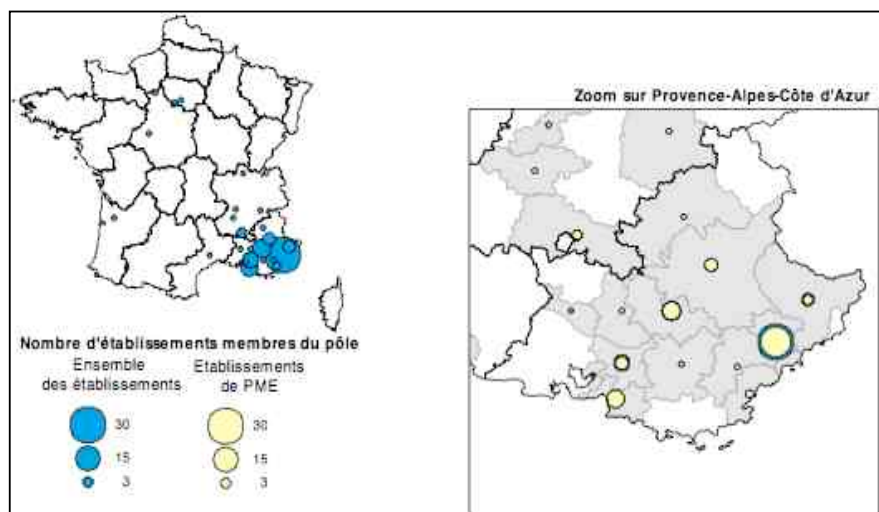 Zoom sur Provence-Alpes-Côte d'Azur
Nombre d'établissements membres du pôle
Ensemble des établissements
Etablissements de PME
30 30
15 15
3 3